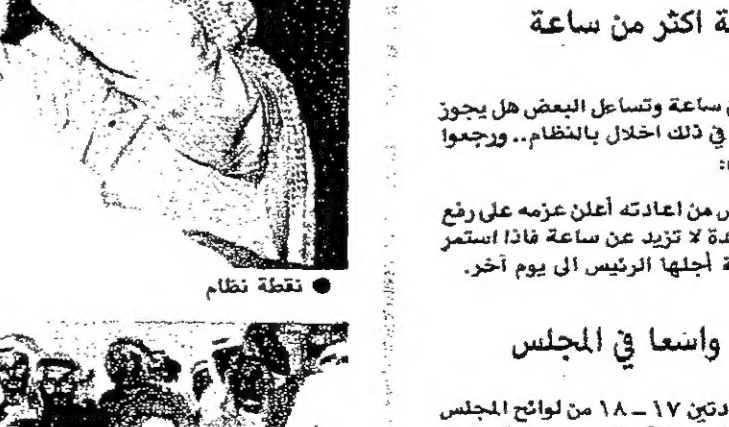 ة اكثر من ساعة
ساعة وتساءل البعض هل يجوز
في ذلك اخلال بالنظام.. ورجعوا
:
س من اعادته أعلن عزمه على رفع
دة لا تزيد عن ساعة فاذا استمر
ة أجلها الرئيس الى يوم آخر.
واسعا في المجلس
دتين ١٧ ــ ١٨ من لوائح المجلس
● نقطة نظام